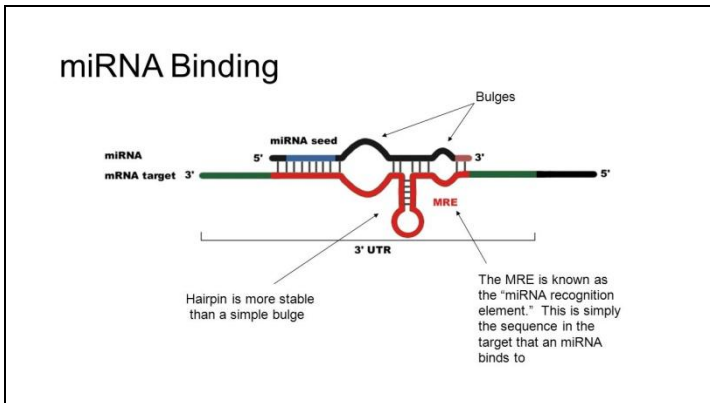 miRNA Binding
Bulges
miRNA seed
miRNA
5'
3'
mRNA target
3'
5'
MRE
3' UTR
Hairpin is more stable
than a simple bulge
The MRE is known as
the “miRNA recognition
element.” This is simply
the sequence in the
target that an miRNA
binds to